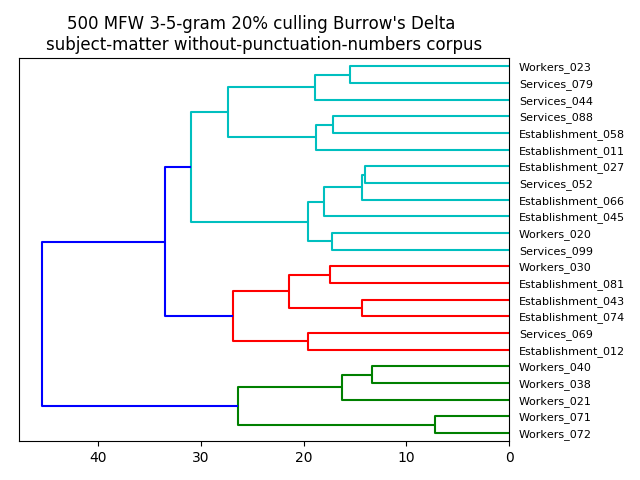 500 MFW 3-5-gram 20% culling Burrow's Delta
subject-matter without-punctuation-numbers corpus
Workers_023
Services_079
Services_044
Services_088
Establishment_058
Establishment_011
Establishment_027
Services_052
Establishment_066
Establishment_045
Workers_020
Services_099
Workers_030
Establishment_081
Establishment_043
Establishment_074
Services_069
Establishment_012
Workers_040
Workers_038
Workers_021
Workers_071
Workers_072
40 30 20 10 0